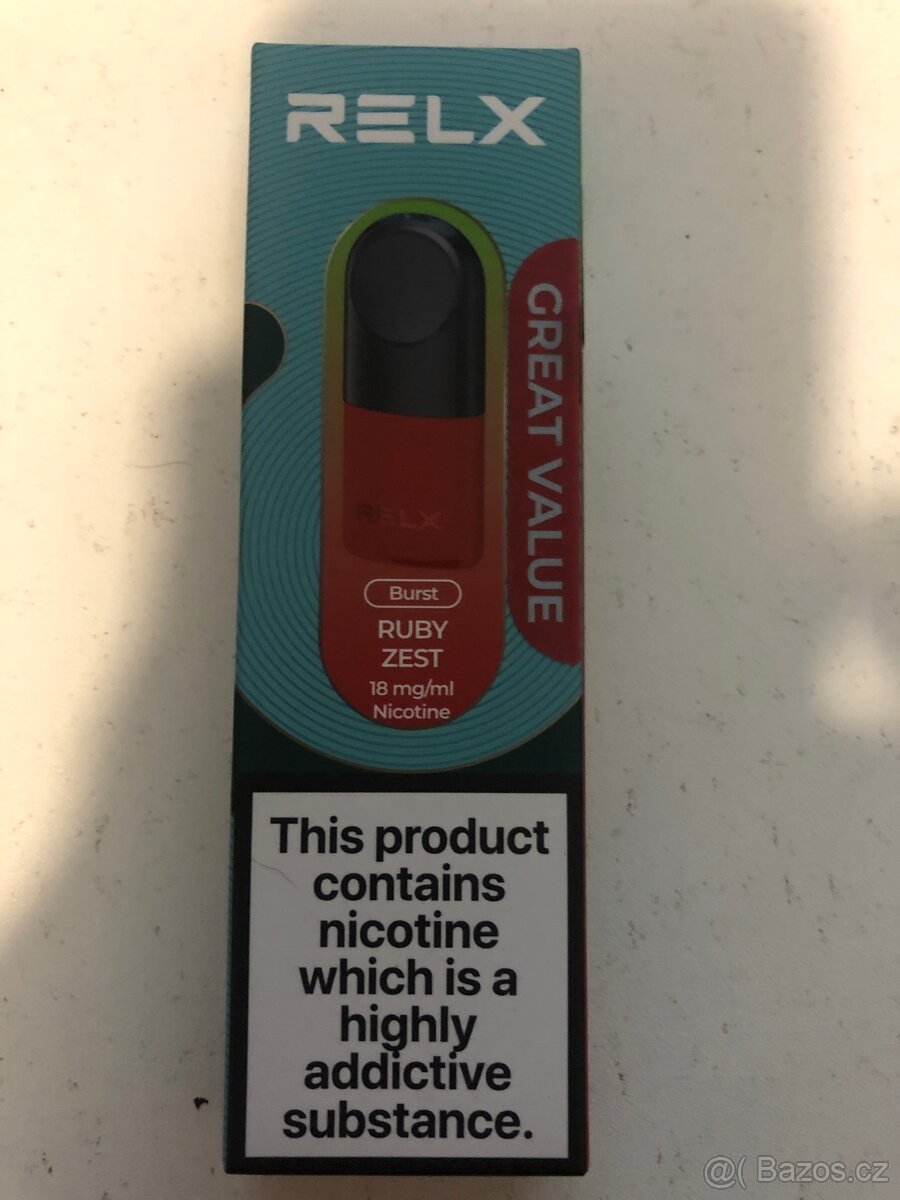 RELX
GREAT VALUE
RELX
Burst
RUBY
ZEST
18 mg/ml
Nicotine
This product
contains
nicotine
which is a
highly
addictive
substance.
@( Bazos.cz